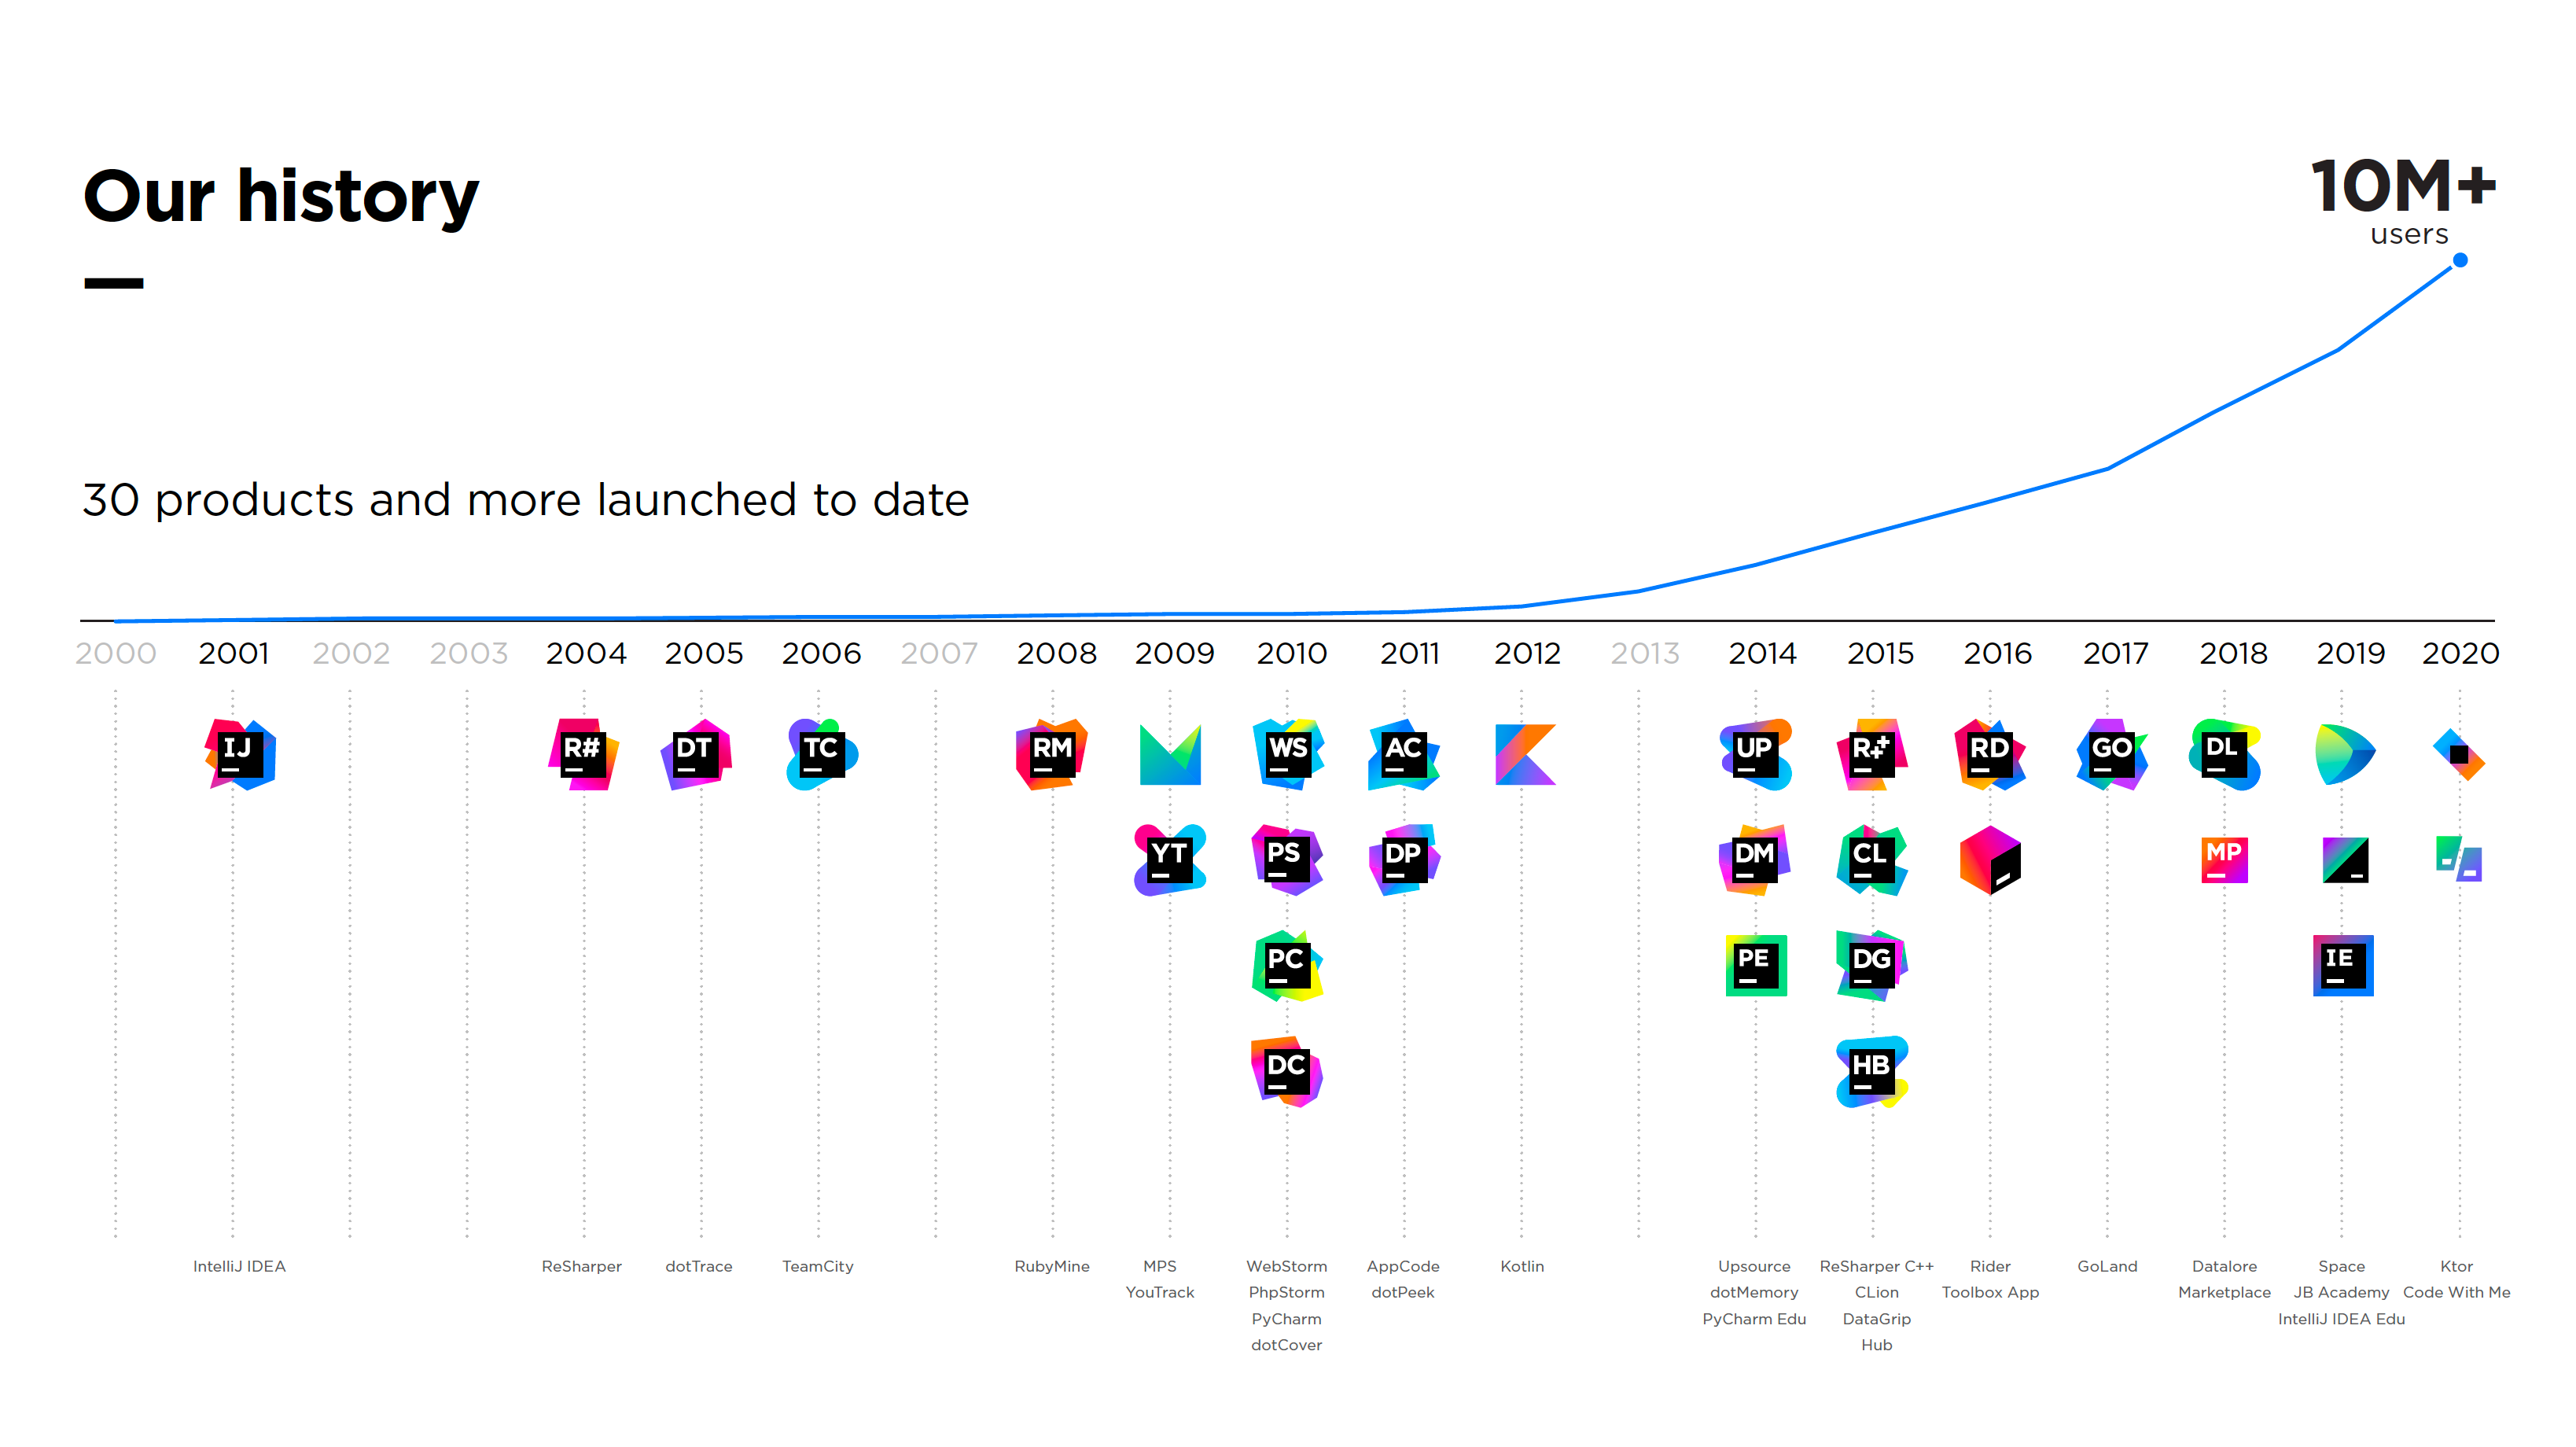 Our history
10M+
users
30 products and more launched to date
2000 2001 2002 2003 2004 2005 2006 2007 2008 2009 2010 2011 2012 2013 2014 2015 2016 2017 2018 2019 2020
IJ R# DT TC RM WS AC UP R++ RD GO DL
YT PS DP DM CL MP
PC PE DG IE
DC HB
IntelliJ IDEA ReSharper dotTrace TeamCity RubyMine MPS WebStorm AppCode Kotlin Upsource ReSharper C++ Rider GoLand Datalore Space Ktor
YouTrack PhpStorm dotPeek dotMemory CLion Toolbox App Marketplace JB Academy Code With Me
PyCharm PyCharm Edu DataGrip IntelliJ IDEA Edu
dotCover Hub